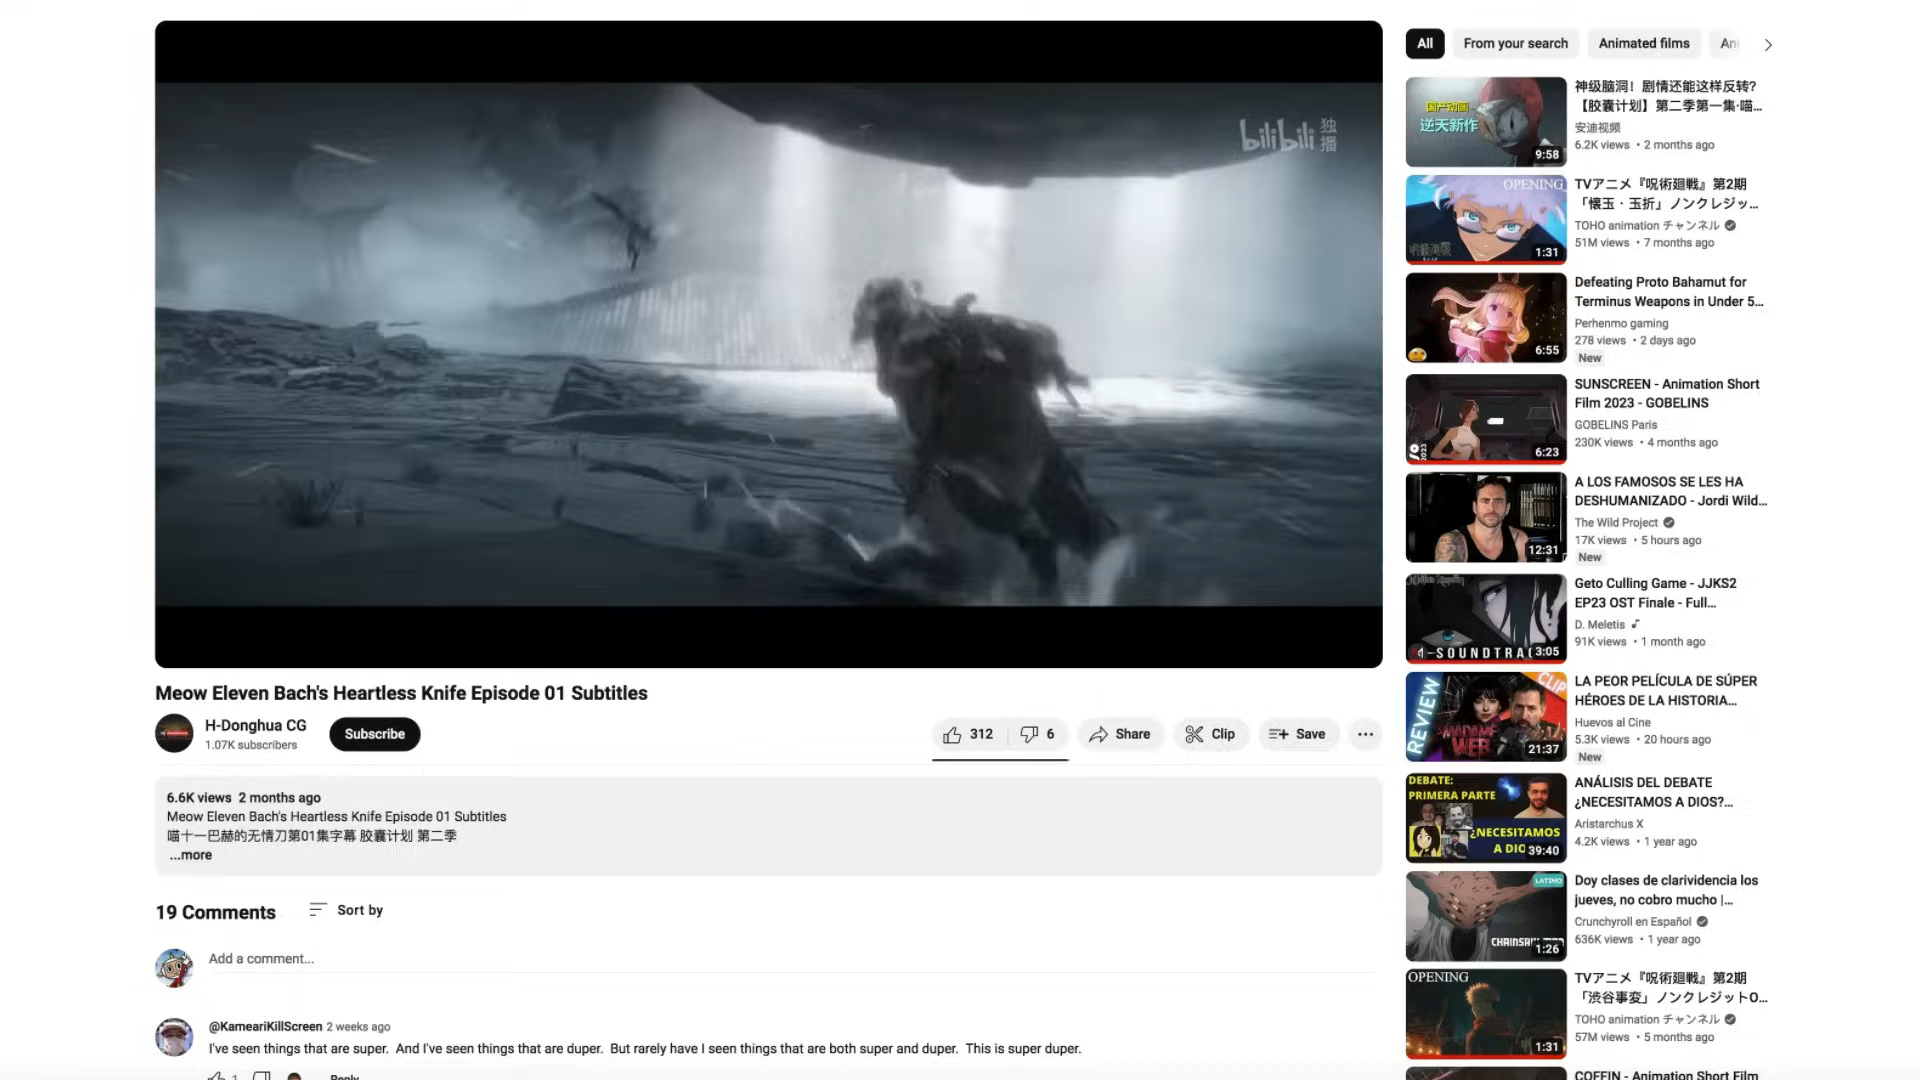 bilibili 独播
Meow Eleven Bach's Heartless Knife Episode 01 Subtitles
H-Donghua CG
1.07K subscribers
Subscribe
312
6
Share
Clip
Save
6.6K views 2 months ago
Meow Eleven Bach's Heartless Knife Episode 01 Subtitles
喵十一巴赫的无情刀第01集字幕 胶囊计划 第二季
...more
19 Comments
Sort by
Add a comment...
@KameariKillScreen 2 weeks ago
I've seen things that are super. And I've seen things that are duper. But rarely have I seen things that are both super and duper. This is super duper.
1
Reply
All
From your search
Animated films
国产动画
逆天新作
9:58
神级脑洞！剧情还能这样反转?
【胶囊计划】第二季第一集·喵...
安迪视频
6.2K views • 2 months ago
OPENING
呪術廻戦
1:31
TVアニメ『呪術廻戦』第2期
「懐玉・玉折」ノンクレジッ...
TOHO animation チャンネル
51M views • 7 months ago
6:55
Defeating Proto Bahamut for
Terminus Weapons in Under 5...
Perhenmo gaming
278 views • 2 days ago
New
2023
6:23
SUNSCREEN - Animation Short
Film 2023 - GOBELINS
GOBELINS Paris
230K views • 4 months ago
12:31
A LOS FAMOSOS SE LES HA
DESHUMANIZADO - Jordi Wild...
The Wild Project
17K views • 5 hours ago
New
3:05
Geto Culling Game - JJKS2
EP23 OST Finale - Full...
D. Meletis
91K views • 1 month ago
REVIEW
CLIP
MADAME
WEB
21:37
LA PEOR PELÍCULA DE SÚPER
HÉROES DE LA HISTORIA...
Huevos al Cine
5.3K views • 20 hours ago
New
DEBATE:
PRIMERA PARTE
¿NECESITAMOS
A DIO
39:40
ANÁLISIS DEL DEBATE
¿NECESITAMOS A DIOS?...
Aristarchus X
4.2K views • 1 year ago
LATINO
1:26
Doy clases de clarividencia los
jueves, no cobro mucho |...
Crunchyroll en Español
636K views • 1 year ago
OPENING
1:31
TVアニメ『呪術廻戦』第2期
「渋谷事変」ノンクレジットO...
TOHO animation チャンネル
57M views • 5 months ago
COFFIN - Animation Short Film